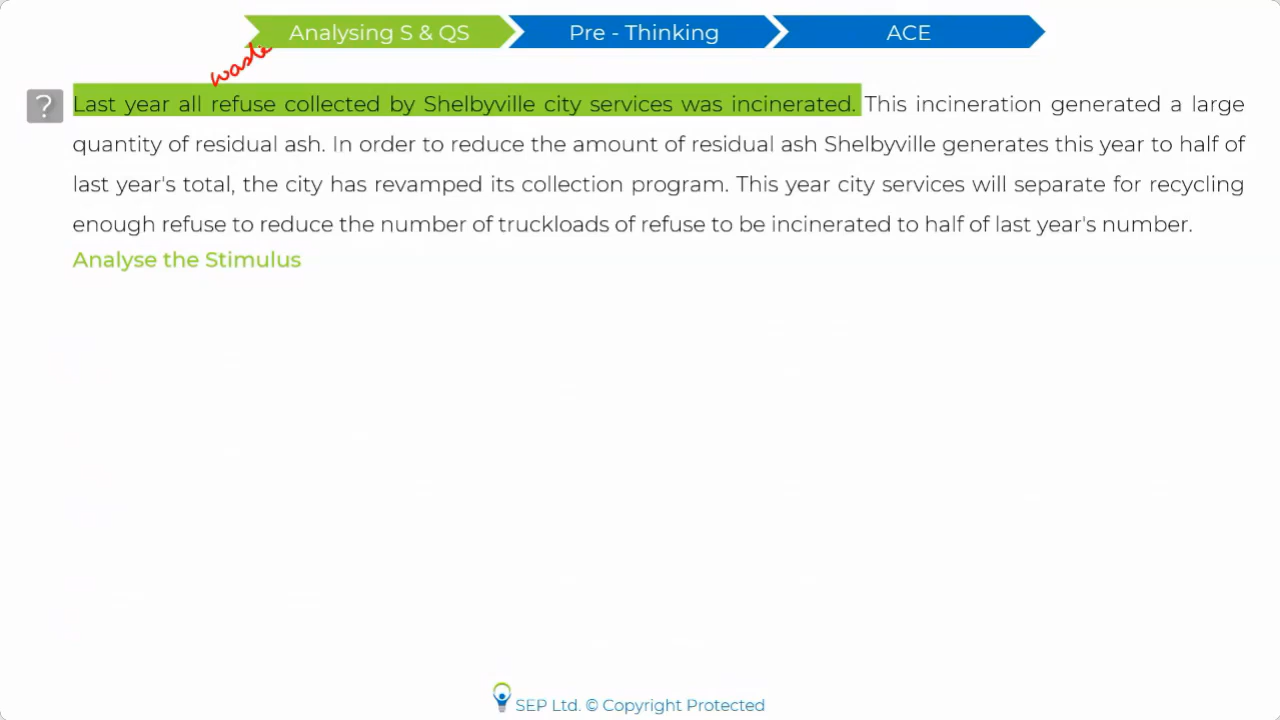 Analysing S & QS
Pre - Thinking
ACE
waste
?
Last year all refuse collected by Shelbyville city services was incinerated. This incineration generated a large
quantity of residual ash. In order to reduce the amount of residual ash Shelbyville generates this year to half of
last year's total, the city has revamped its collection program. This year city services will separate for recycling
enough refuse to reduce the number of truckloads of refuse to be incinerated to half of last year's number.
Analyse the Stimulus
SEP Ltd. © Copyright Protected